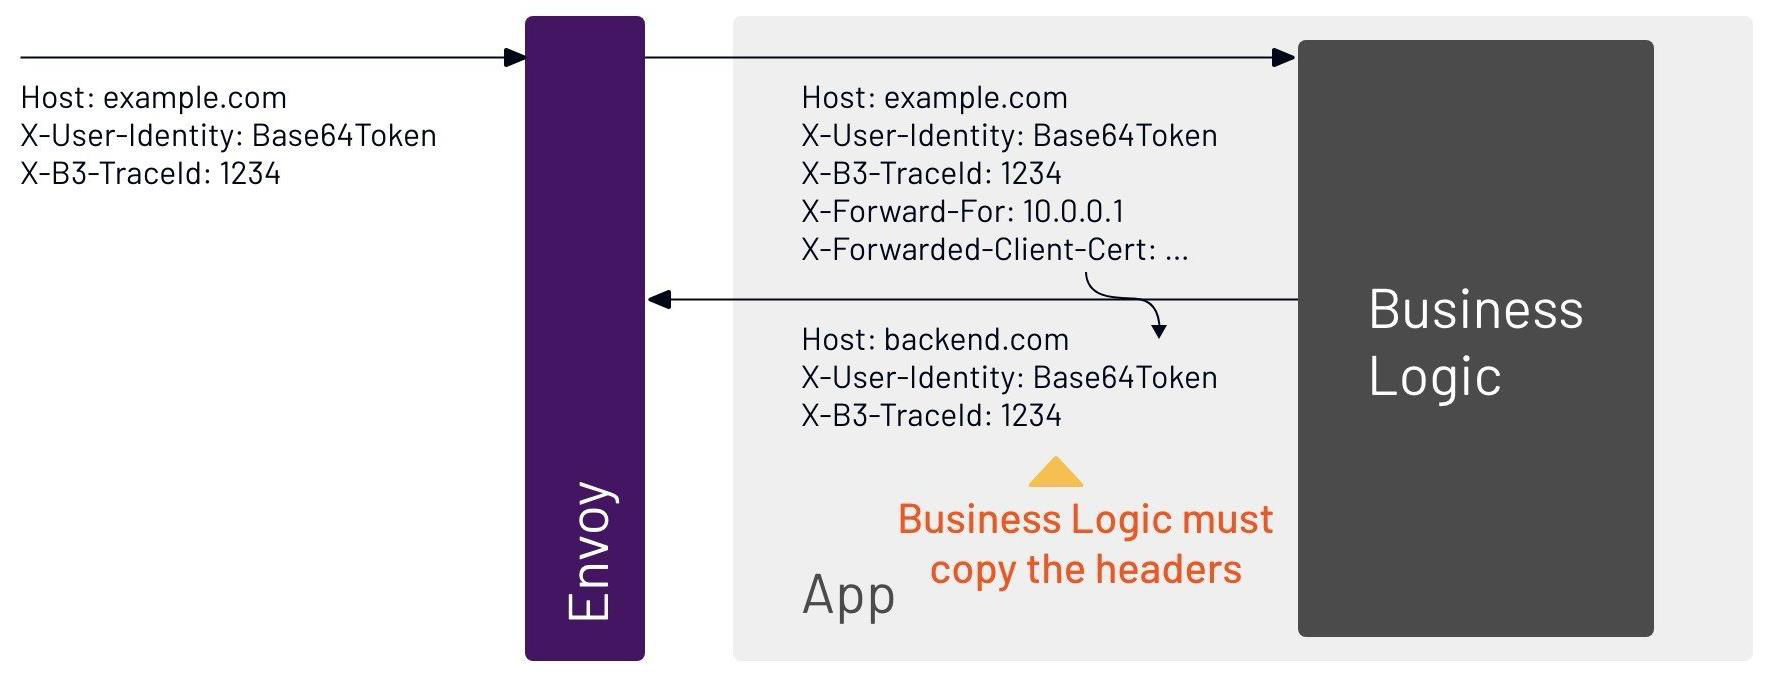 Host: example.com
X-User-Identity: Base64Token
X-B3-TraceId: 1234
Envoy
Host: example.com
X-User-Identity: Base64Token
X-B3-TraceId: 1234
X-Forward-For: 10.0.0.1
X-Forwarded-Client-Cert: ...
Host: backend.com
X-User-Identity: Base64Token
X-B3-TraceId: 1234
Business Logic must
copy the headers
App
Business
Logic